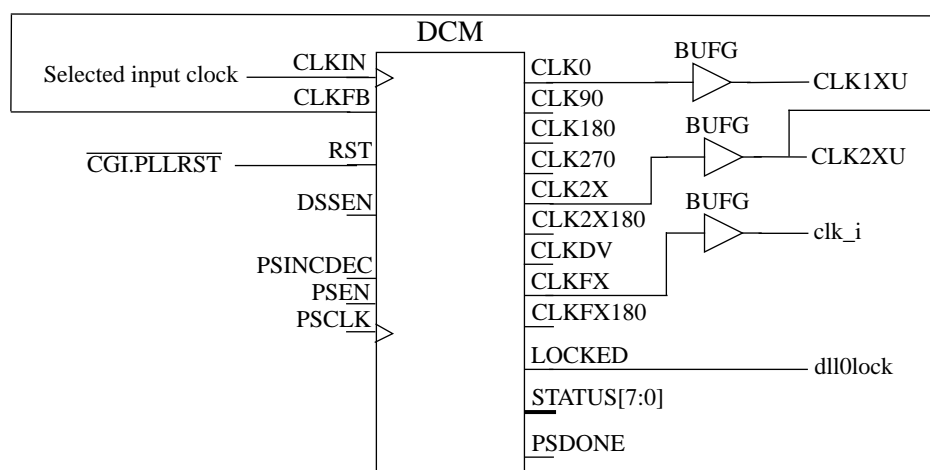 DCM
BUFG
CLKIN
CLK0
Selected input clock
CLK1XU
CLKFB
CLK90
CLK180
BUFG
CGI.PLLRST
RST
CLK270
CLK2XU
CLK2X
DSSEN
BUFG
CLK2X180
clk_i
CLKDV
PSINCDEC
CLKFX
PSEN
CLKFX180
PSCLK
LOCKED
dll0lock
STATUS[7:0]
PSDONE